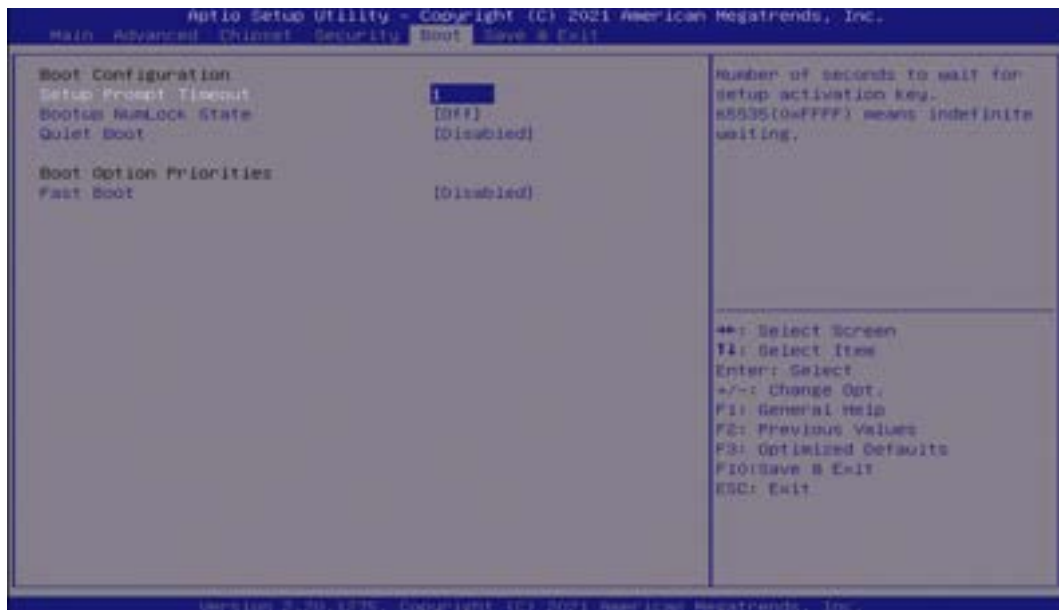 Aptio Setup Utility - Copyright (C) 2021 American Megatrends, Inc.
Main Advanced Chipset Security Boot Save & Exit
Boot Configuration
Setup Prompt Timeout 1
Bootup NumLock State [Off]
Quiet Boot [Disabled]
Boot Option Priorities
Fast Boot [Disabled]
Number of seconds to wait for
setup activation key.
65535(0xFFFF) means indefinite
waiting.
→←: Select Screen
↑↓: Select Item
Enter: Select
+/-: Change Opt.
F1: General Help
F2: Previous Values
F3: Optimized Defaults
F10:Save & Exit
ESC: Exit
Version Copyright (C) 2021 American Megatrends, Inc.